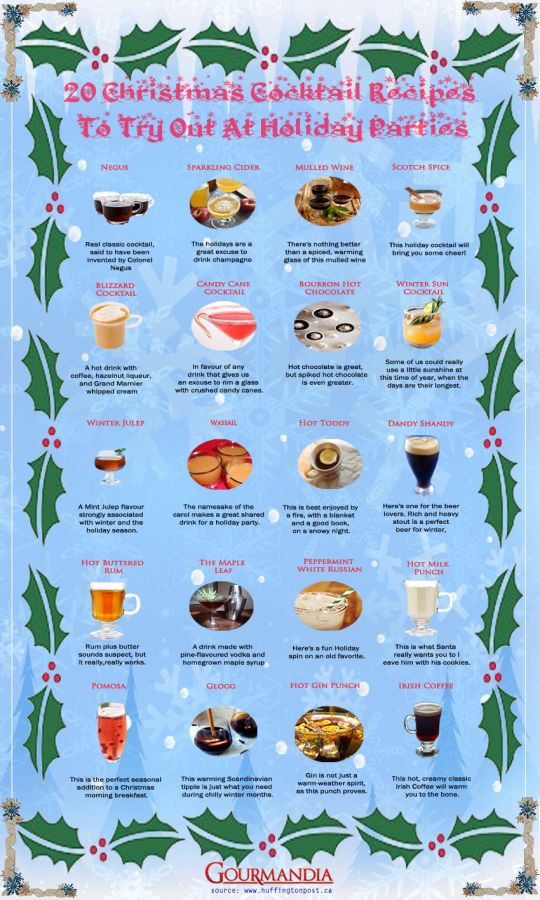 20 Christmas Cocktail Recipes
To Try Out At Holiday Parties
Negus
Real classic cocktail,
said to have been
invented by Colonel
Negus
Sparkling Cider
The holidays are a
great excuse to
drink champagne
Mulled Wine
There's nothing better
than a spiced, warming
glass of this mulled wine
Scotch Spice
This holiday cocktail will
bring you some cheer!
Blizzard
Cocktail
A hot drink with
coffee, hazelnut liqueur,
and Grand Marnier
whipped cream
Candy Cane
Cocktail
In favour of any
drink that gives us
an excuse to rim a glass
with crushed candy canes.
Bourbon Hot
Chocolate
Hot chocolate is great,
but spiked hot chocolate
is even greater.
Winter Sun
Cocktail
Some of us could really
use a little sunshine at
this time of year, when the
days are their longest.
Winter Julep
A Mint Julep flavour
strongly associated
with winter and the
holiday season.
Wassail
The namesake of the
carol makes a great shared
drink for a holiday party.
Hot Toddy
This is best enjoyed by
a fire, with a blanket
and a good book,
on a snowy night.
Dandy Shandy
Here's one for the beer
lovers. Rich and heavy
stout is a perfect
beer for winter.
Hot Buttered
Rum
Rum plus butter
sounds suspect, but
it really,really works.
The Maple
Leaf
A drink made with
pine-flavoured vodka and
homegrown maple syrup
Peppermint
White Russian
Here's a fun Holiday
spin on an old favorite.
Hot Milk
Punch
This is what Santa
really wants you to l
eave him with his cookies.
Pomosa
This is the perfect seasonal
addition to a Christmas
morning breakfast.
Glogg
This warming Scandinavian
tipple is just what you need
during chilly winter months.
Hot Gin Punch
Gin is not just a
warm-weather spirit,
as this punch proves.
Irish Coffee
This hot, creamy classic
Irish Coffee will warm
you to the bone.
Gourmandia
source: www.huffingtonpost.ca